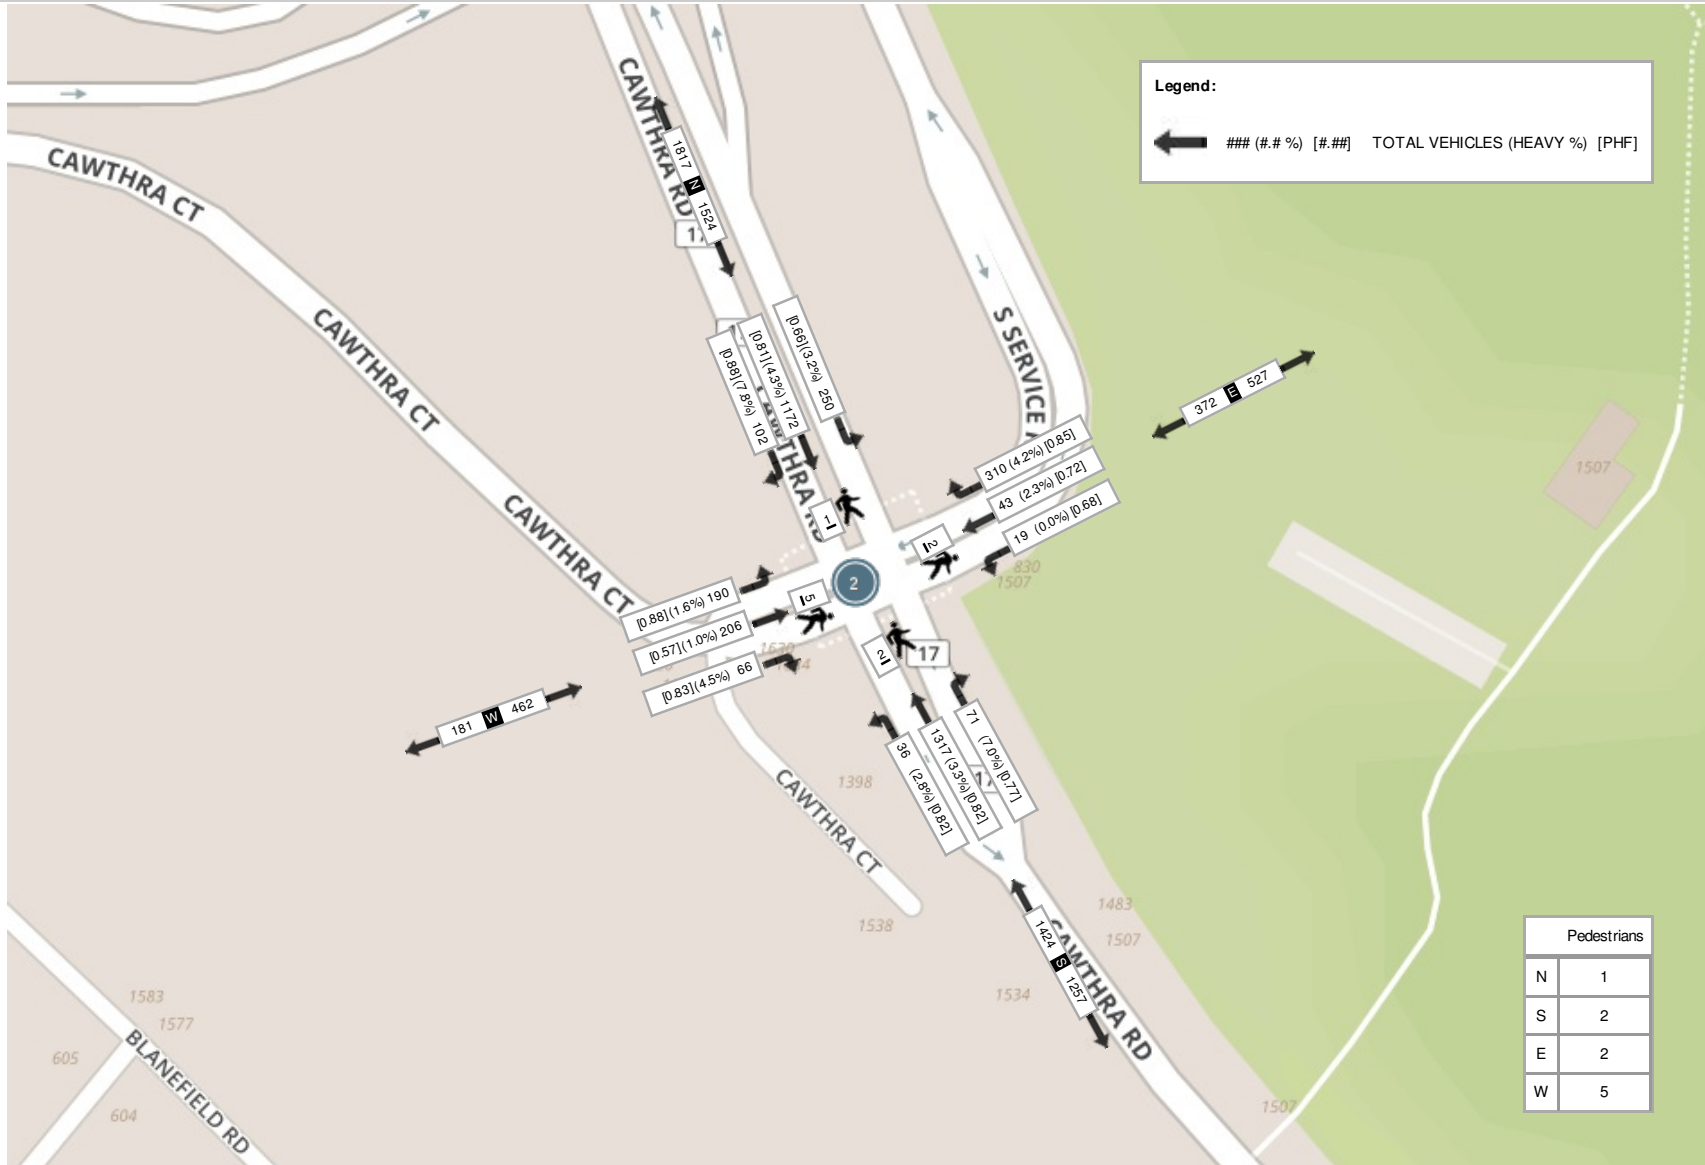 Legend:
### (#.# %) [#.##] TOTAL VEHICLES (HEAVY %) [PHF]
CAWTHRA RD
CAWTHRA CT
1817 N 1524
17
CAWTHRA CT
S SERVICE
527
372 E
[0.66] (3.2%) 250
[0.81] (4.3%) 1172
[0.88] (7.8%) 102
310 (4.2%) [0.85]
43 (2.3%) [0.72]
19 (0.0%) [0.68]
1507
CAWTHRA CT
1
2
830
1507
2
[0.88] (1.6%) 190
[0.57] (1.0%) 206
[0.83] (4.5%) 66
5
2
17
181 W 462
36 (2.8%) [0.82]
1317 (3.3%) [0.82]
71 (7.0%) [0.77]
17
1398
CAWTHRA CT
1538
1483
1507
1424 S 1257
CAWTHRA RD
1534
1583
1577
605
604
BLANEFIELD RD
1507
Pedestrians
N 1
S 2
E 2
W 5